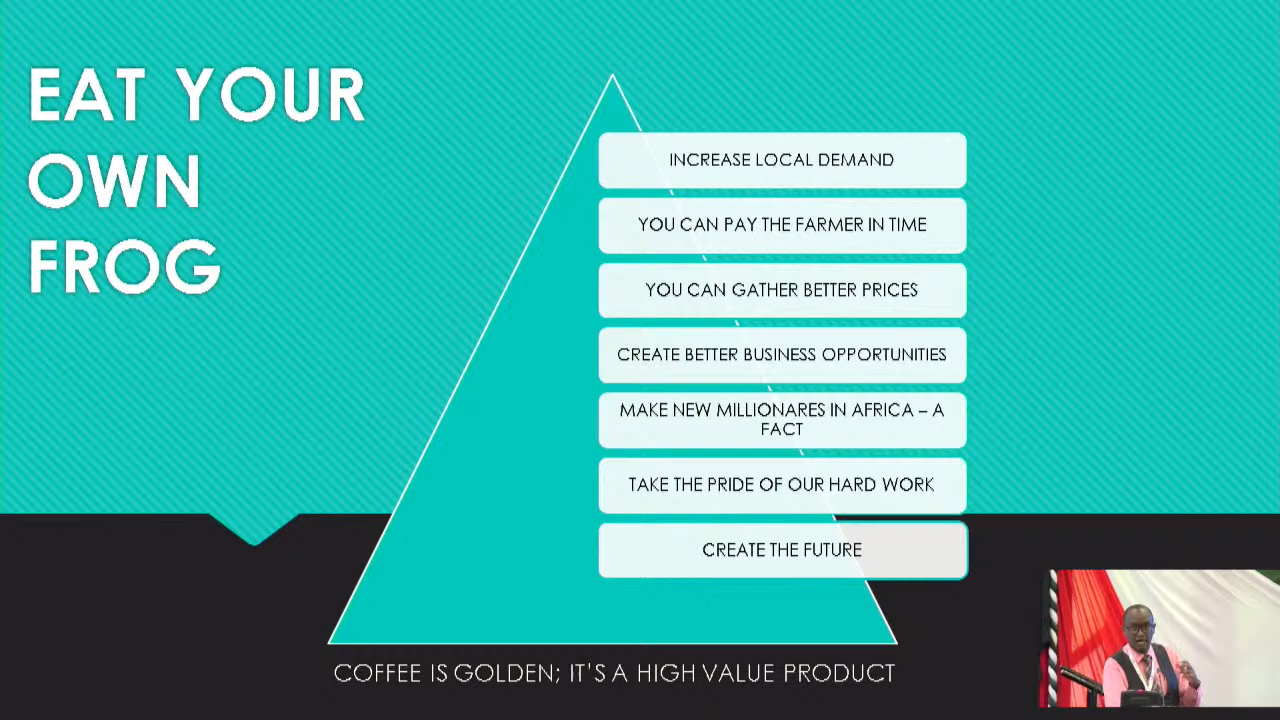 EAT YOUR
OWN
FROG
INCREASE LOCAL DEMAND
YOU CAN PAY THE FARMER IN TIME
YOU CAN GATHER BETTER PRICES
CREATE BETTER BUSINESS OPPORTUNITIES
MAKE NEW MILLIONARES IN AFRICA – A
FACT
TAKE THE PRIDE OF OUR HARD WORK
CREATE THE FUTURE
COFFEE IS GOLDEN; IT'S A HIGH VALUE PRODUCT